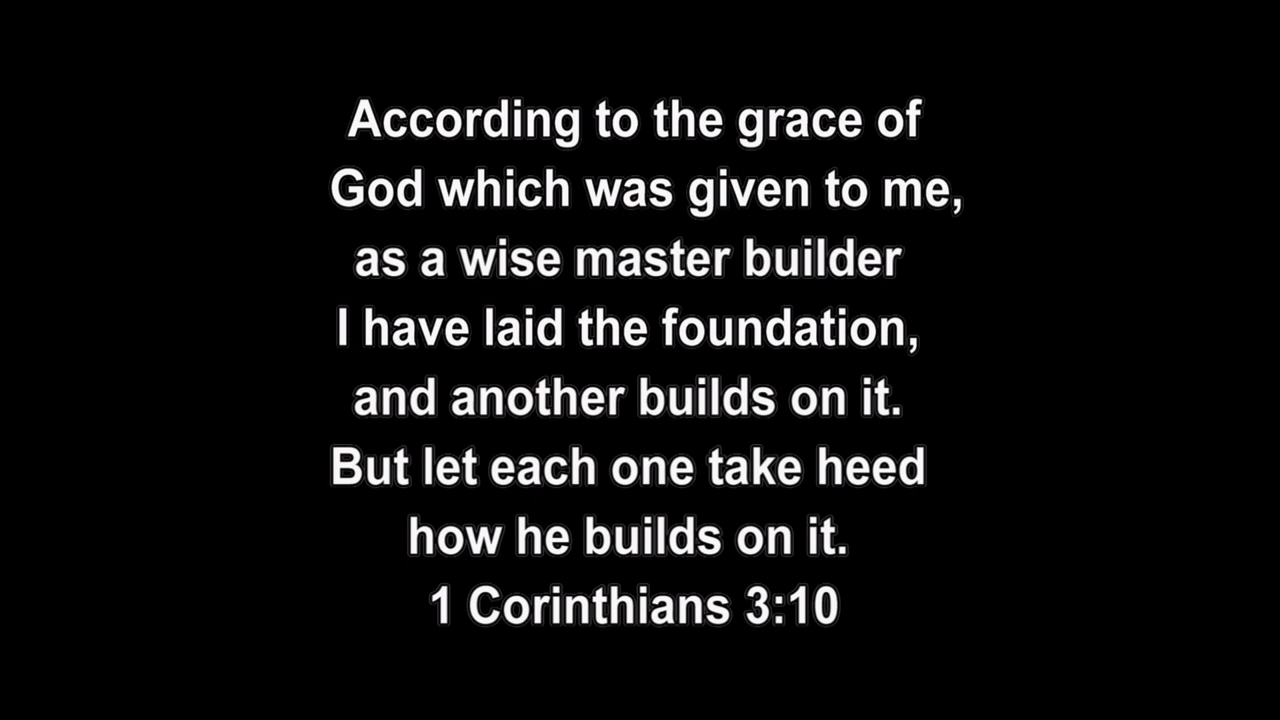 According to the grace of
God which was given to me,
as a wise master builder
I have laid the foundation,
and another builds on it.
But let each one take heed
how he builds on it.
1 Corinthians 3:10